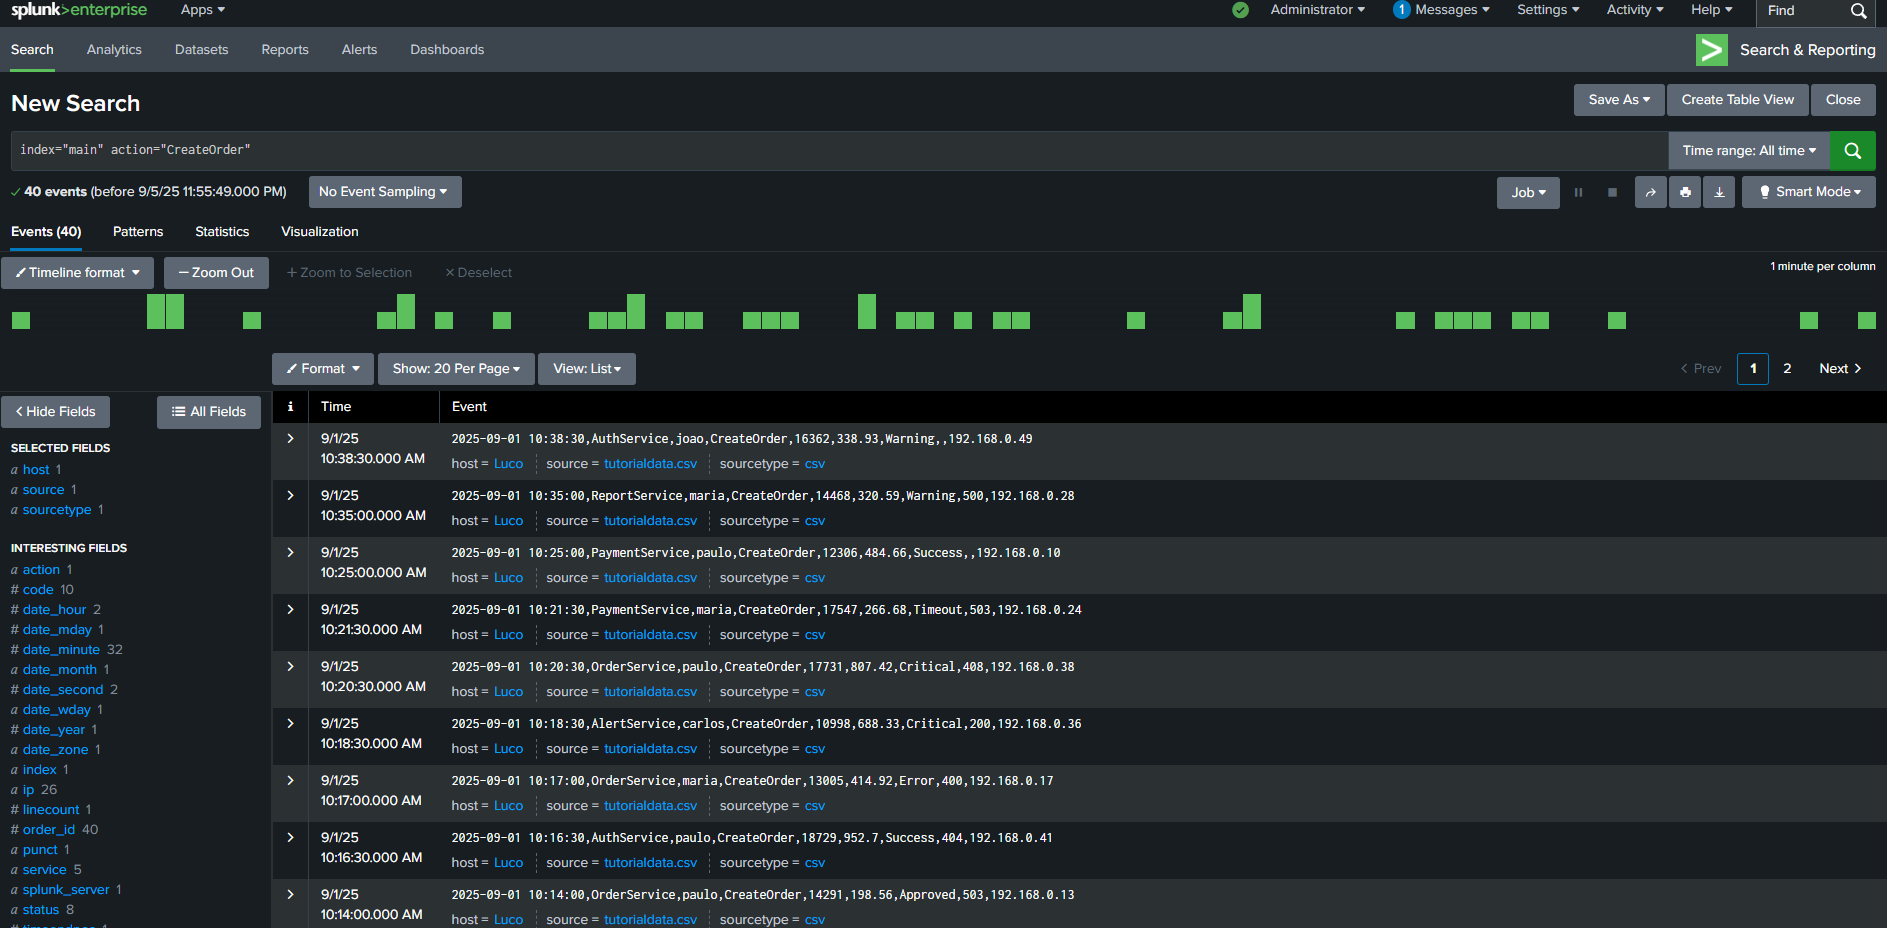 splunk>enterprise Apps Administrator 1 Messages Settings Activity Help Find
Search Analytics Datasets Reports Alerts Dashboards Search & Reporting
New Search Save As Create Table View Close
index="main" action="CreateOrder" Time range: All time
40 events (before 9/5/25 11:55:49.000 PM) No Event Sampling Job Smart Mode
Events (40) Patterns Statistics Visualization
Timeline format — Zoom Out + Zoom to Selection × Deselect 1 minute per column
Format Show: 20 Per Page View: List < Prev 1 2 Next >
< Hide Fields All Fields
SELECTED FIELDS
a host 1
a source 1
a sourcetype 1
INTERESTING FIELDS
a action 1
# code 10
# date_hour 2
# date_mday 1
# date_minute 32
a date_month 1
# date_second 2
a date_wday 1
# date_year 1
a date_zone 1
a index 1
a ip 26
# linecount 1
# order_id 40
a punct 1
a service 5
a splunk_server 1
a status 8
i Time Event
> 9/1/25 2025-09-01 10:38:30,AuthService,joao,CreateOrder,16362,338.93,Warning,,192.168.0.49
10:38:30.000 AM host = Luco source = tutorialdata.csv sourcetype = csv
> 9/1/25 2025-09-01 10:35:00,ReportService,maria,CreateOrder,14468,320.59,Warning,500,192.168.0.28
10:35:00.000 AM host = Luco source = tutorialdata.csv sourcetype = csv
> 9/1/25 2025-09-01 10:25:00,PaymentService,paulo,CreateOrder,12306,484.66,Success,,192.168.0.10
10:25:00.000 AM host = Luco source = tutorialdata.csv sourcetype = csv
> 9/1/25 2025-09-01 10:21:30,PaymentService,maria,CreateOrder,17547,266.68,Timeout,503,192.168.0.24
10:21:30.000 AM host = Luco source = tutorialdata.csv sourcetype = csv
> 9/1/25 2025-09-01 10:20:30,OrderService,paulo,CreateOrder,17731,807.42,Critical,408,192.168.0.38
10:20:30.000 AM host = Luco source = tutorialdata.csv sourcetype = csv
> 9/1/25 2025-09-01 10:18:30,AlertService,carlos,CreateOrder,10998,688.33,Critical,200,192.168.0.36
10:18:30.000 AM host = Luco source = tutorialdata.csv sourcetype = csv
> 9/1/25 2025-09-01 10:17:00,OrderService,maria,CreateOrder,13005,414.92,Error,400,192.168.0.17
10:17:00.000 AM host = Luco source = tutorialdata.csv sourcetype = csv
> 9/1/25 2025-09-01 10:16:30,AuthService,paulo,CreateOrder,18729,952.7,Success,404,192.168.0.41
10:16:30.000 AM host = Luco source = tutorialdata.csv sourcetype = csv
> 9/1/25 2025-09-01 10:14:00,OrderService,paulo,CreateOrder,14291,198.56,Approved,503,192.168.0.13
10:14:00.000 AM host = Luco source = tutorialdata.csv sourcetype = csv